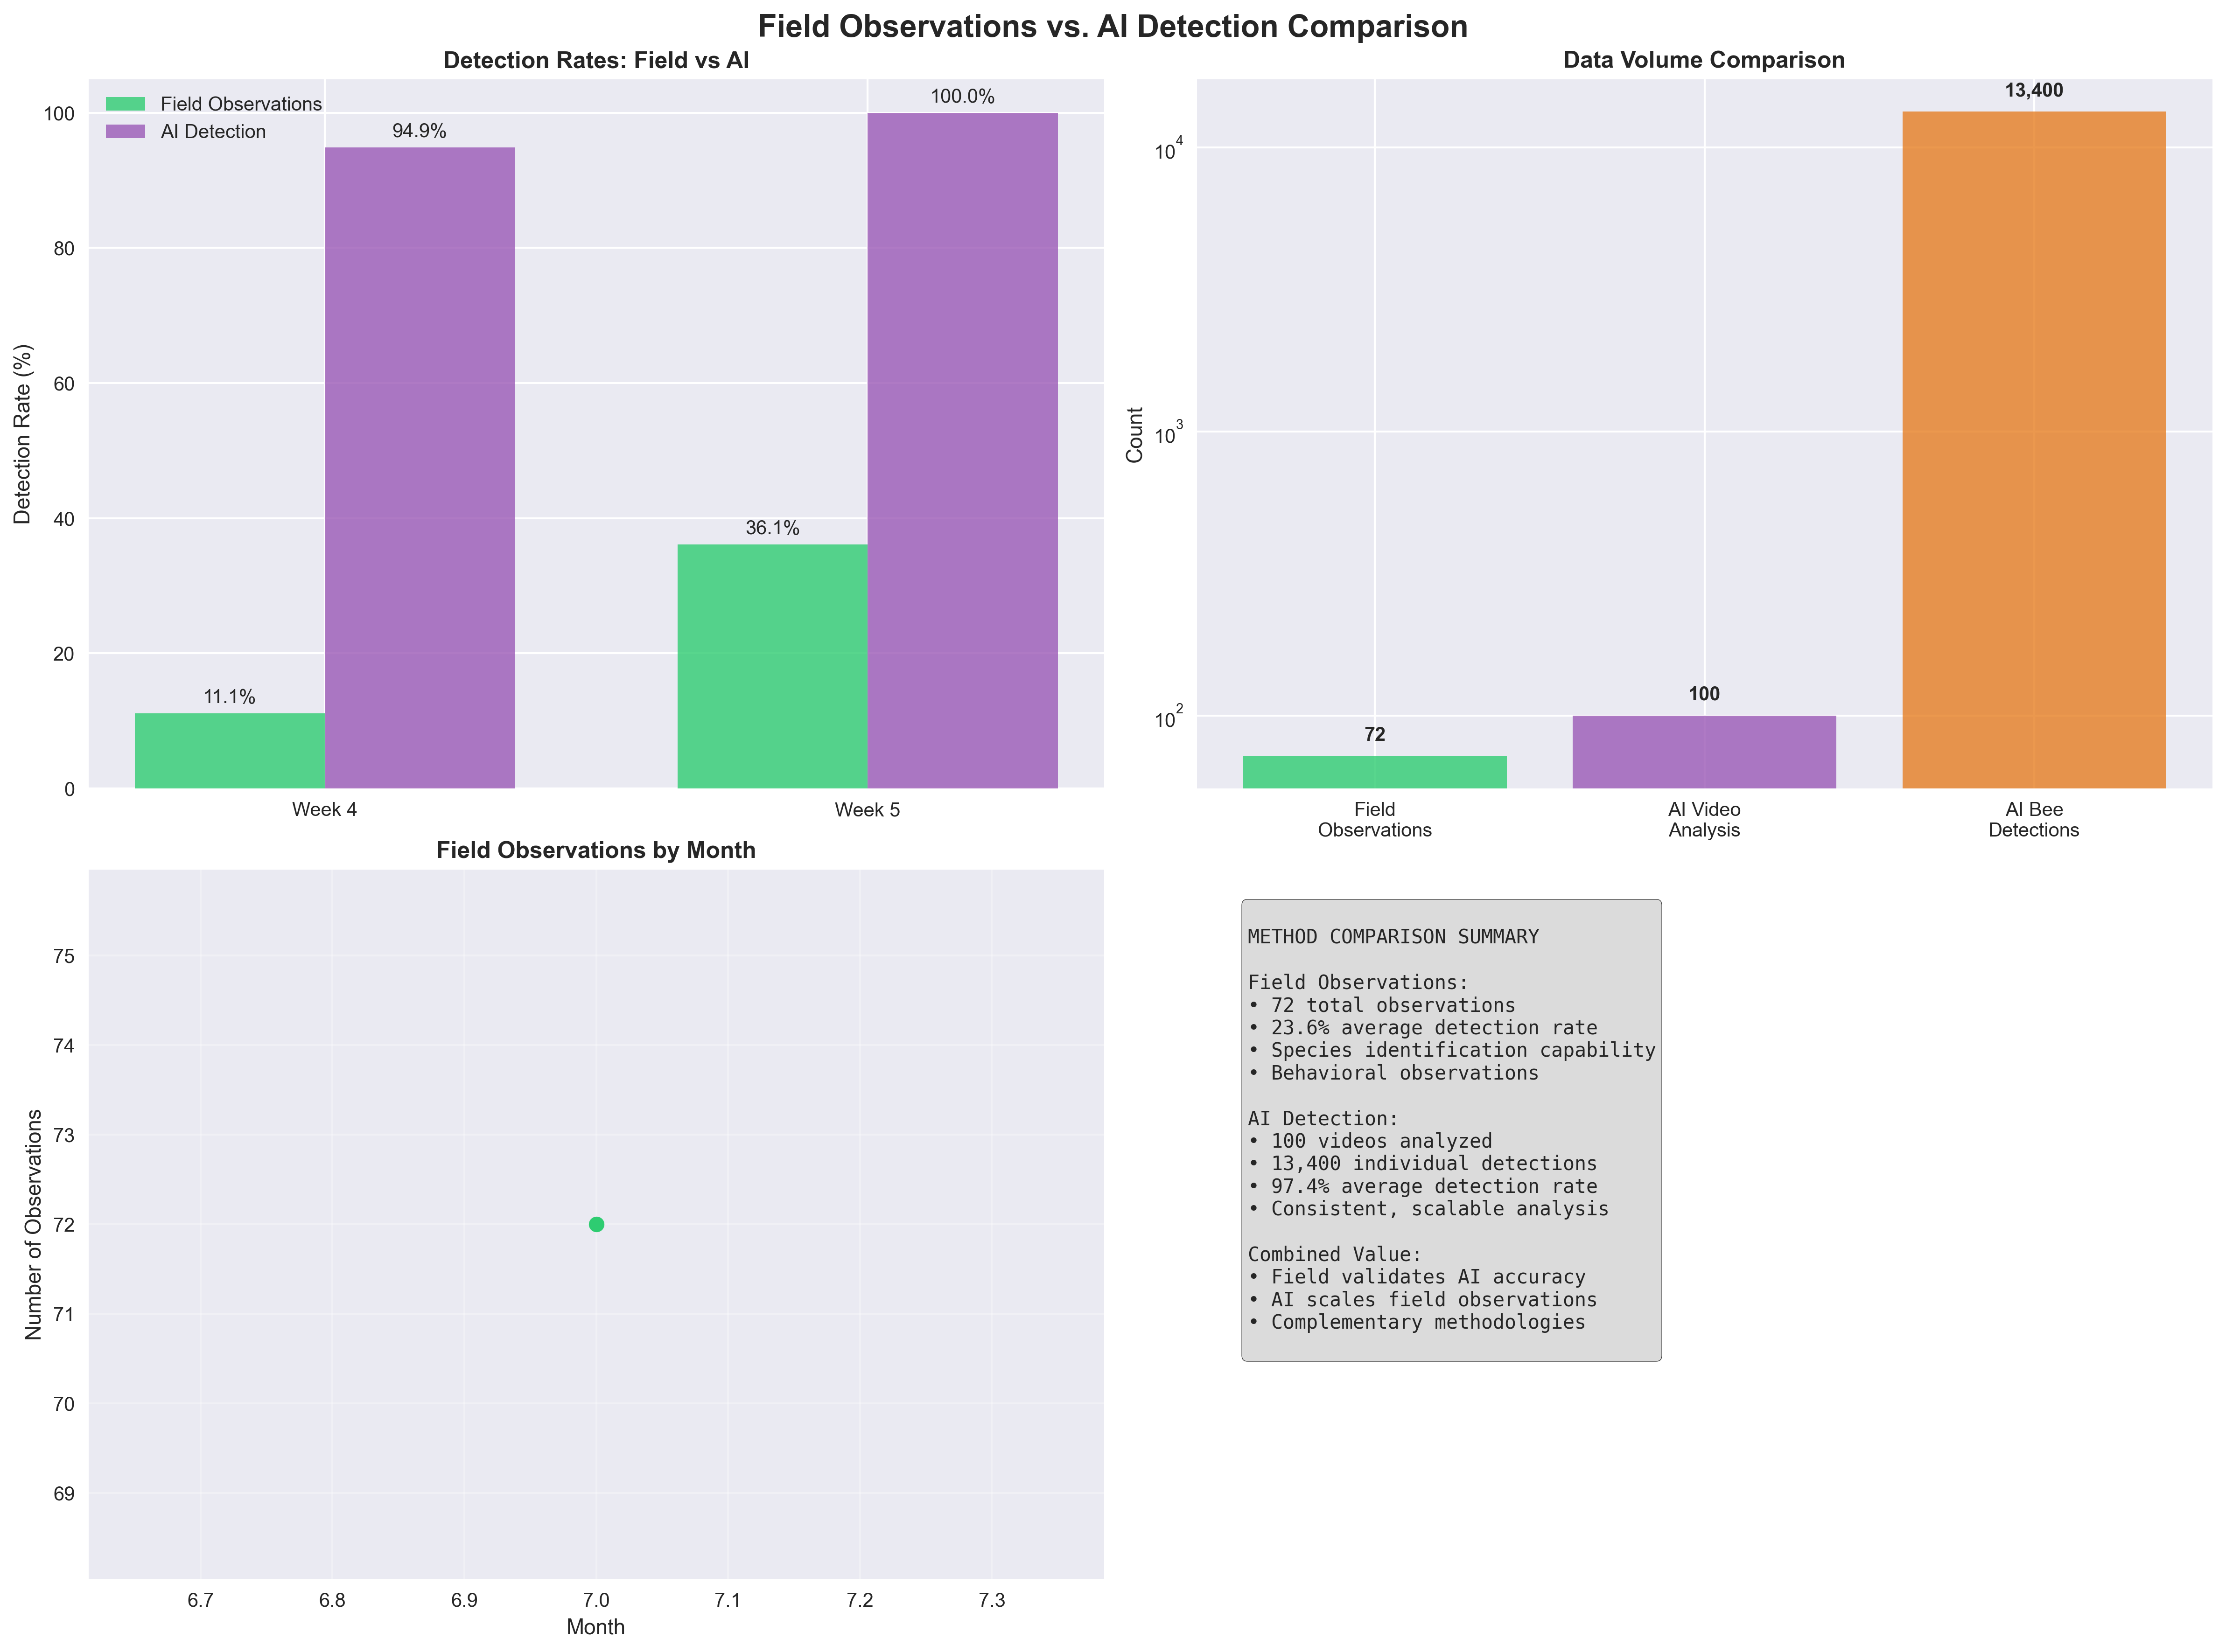 Field Observations vs. AI Detection Comparison
Detection Rates: Field vs AI
Field Observations
AI Detection
Detection Rate (%)
100
80
60
40
20
0
11.1%
94.9%
36.1%
100.0%
Week 4
Week 5
Data Volume Comparison
Count
10^4
10^3
10^2
72
100
13,400
Field
Observations
AI Video
Analysis
AI Bee
Detections
Field Observations by Month
Number of Observations
75
74
73
72
71
70
69
6.7
6.8
6.9
7.0
7.1
7.2
7.3
Month
METHOD COMPARISON SUMMARY
Field Observations:
• 72 total observations
• 23.6% average detection rate
• Species identification capability
• Behavioral observations
AI Detection:
• 100 videos analyzed
• 13,400 individual detections
• 97.4% average detection rate
• Consistent, scalable analysis
Combined Value:
• Field validates AI accuracy
• AI scales field observations
• Complementary methodologies